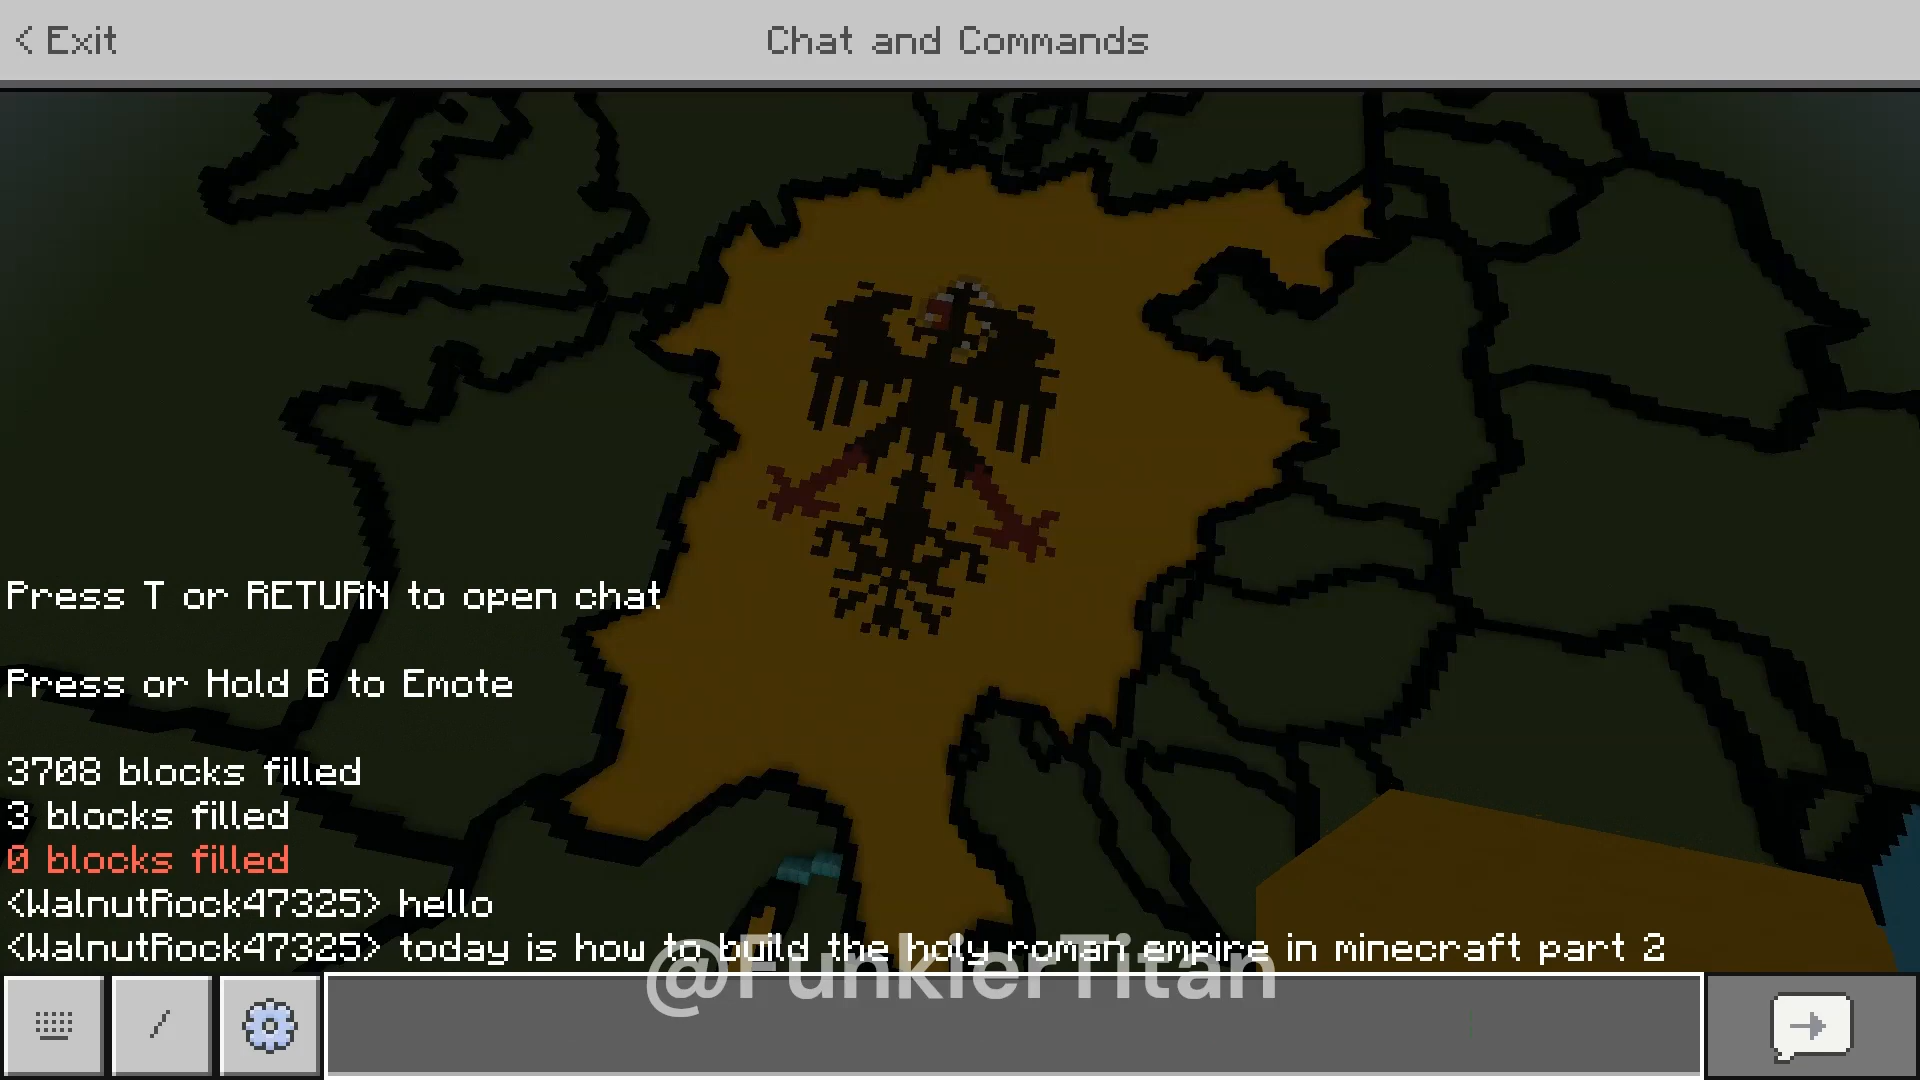 < Exit
Chat and Commands
Press T or RETURN to open chat
Press or Hold B to Emote
3708 blocks filled
3 blocks filled
0 blocks filled
<WalnutRock47325> hello
<WalnutRock47325> today is how to build the holy roman empire in minecraft part 2
@FunkierTitan
/